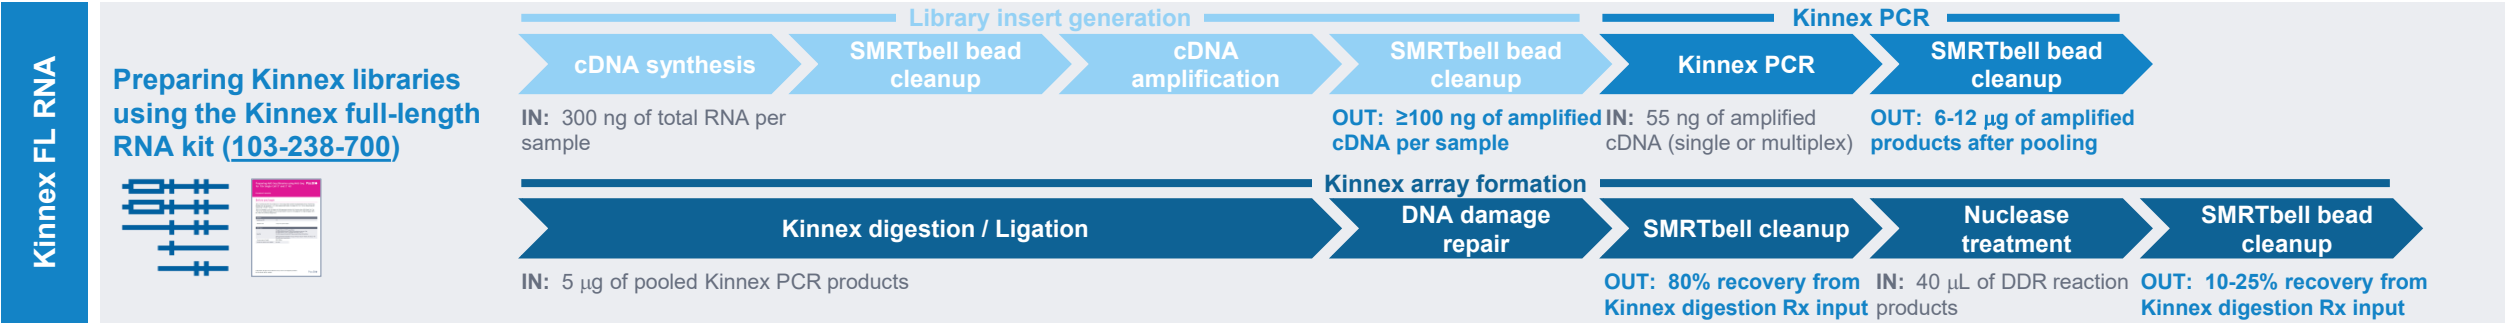 Kinnex FL RNA
Preparing Kinnex libraries
using the Kinnex full-length
RNA kit (103-238-700)
Library insert generation
Kinnex PCR
cDNA synthesis
SMRTbell bead
cleanup
cDNA
amplification
SMRTbell bead
cleanup
Kinnex PCR
SMRTbell bead
cleanup
IN: 300 ng of total RNA per
sample
OUT: ≥100 ng of amplified
cDNA per sample
IN: 55 ng of amplified
cDNA (single or multiplex)
OUT: 6-12 µg of amplified
products after pooling
Kinnex array formation
Kinnex digestion / Ligation
DNA damage
repair
SMRTbell cleanup
Nuclease
treatment
SMRTbell bead
cleanup
IN: 5 µg of pooled Kinnex PCR products
OUT: 80% recovery from
Kinnex digestion Rx input
IN: 40 µL of DDR reaction
products
OUT: 10-25% recovery from
Kinnex digestion Rx input